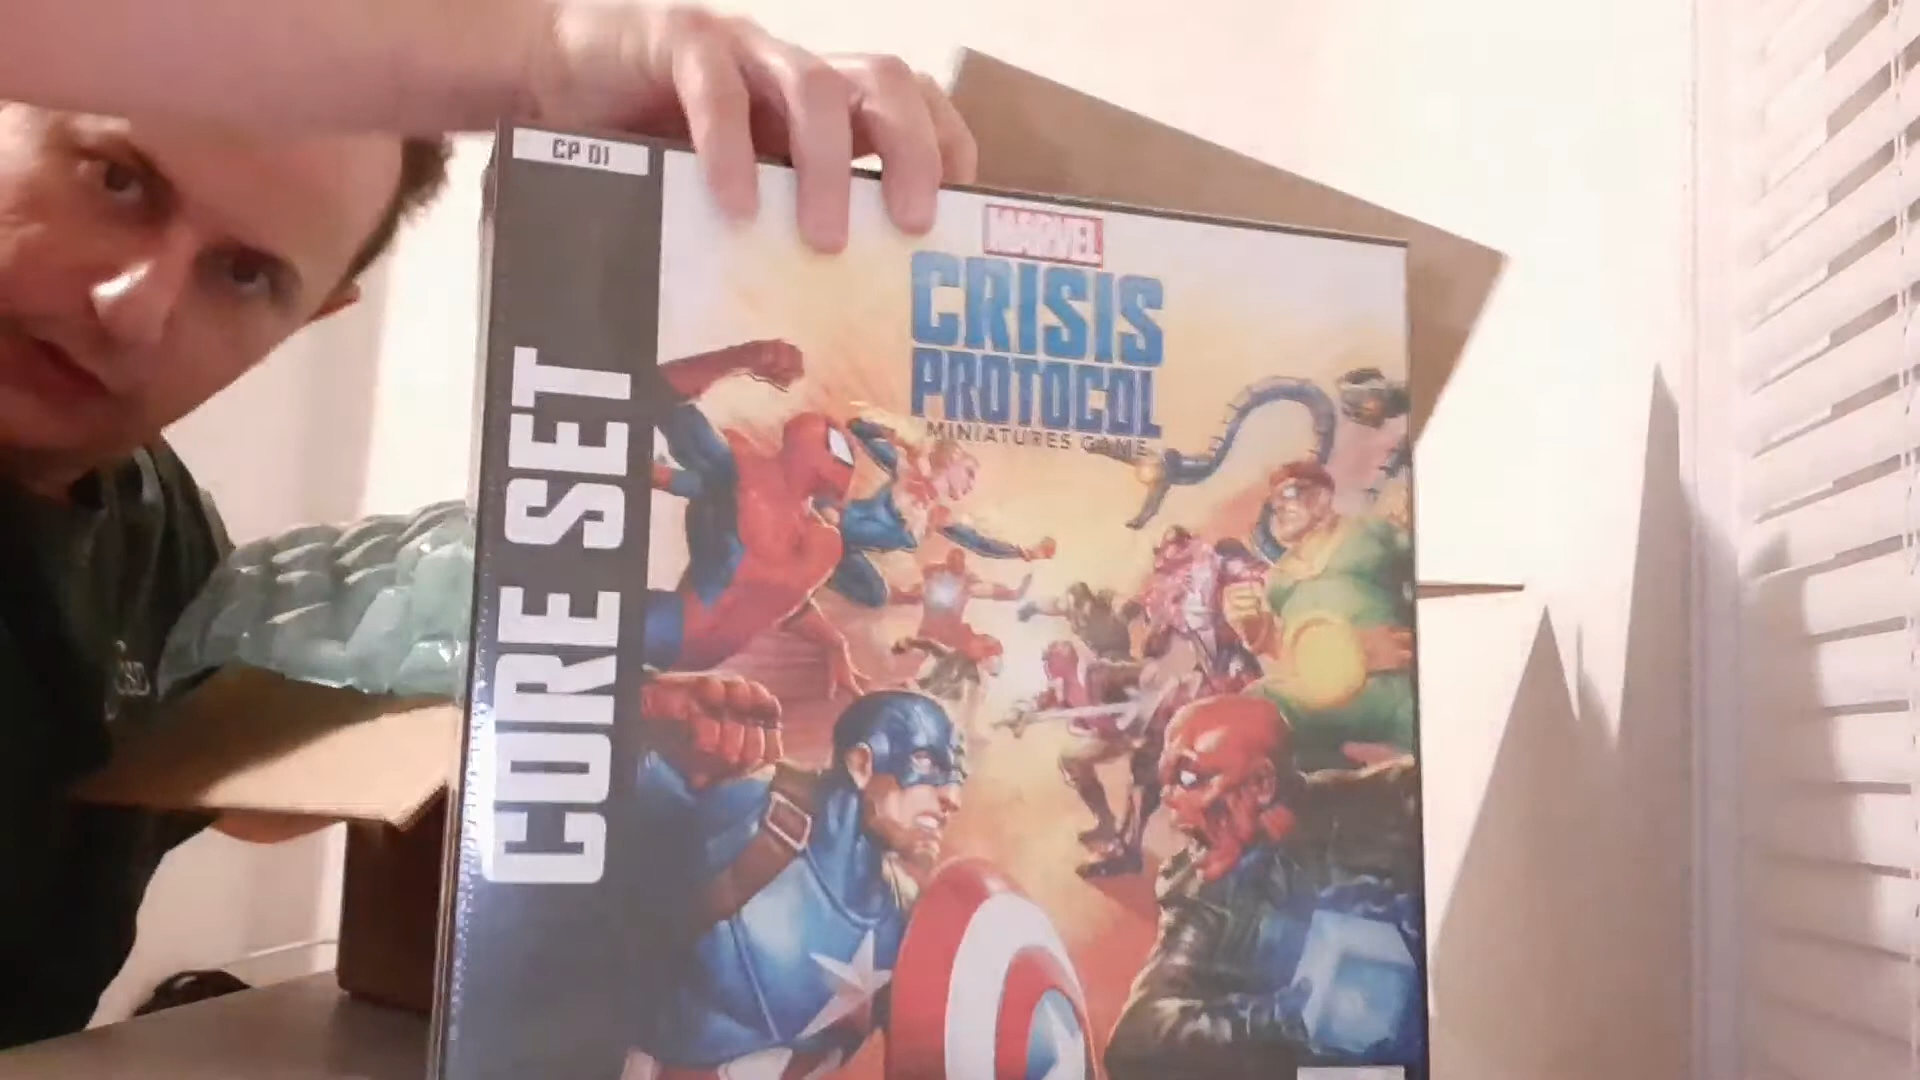 CP 01
CORE SET
MARVEL
CRISIS
PROTOCOL
MINIATURES GAME